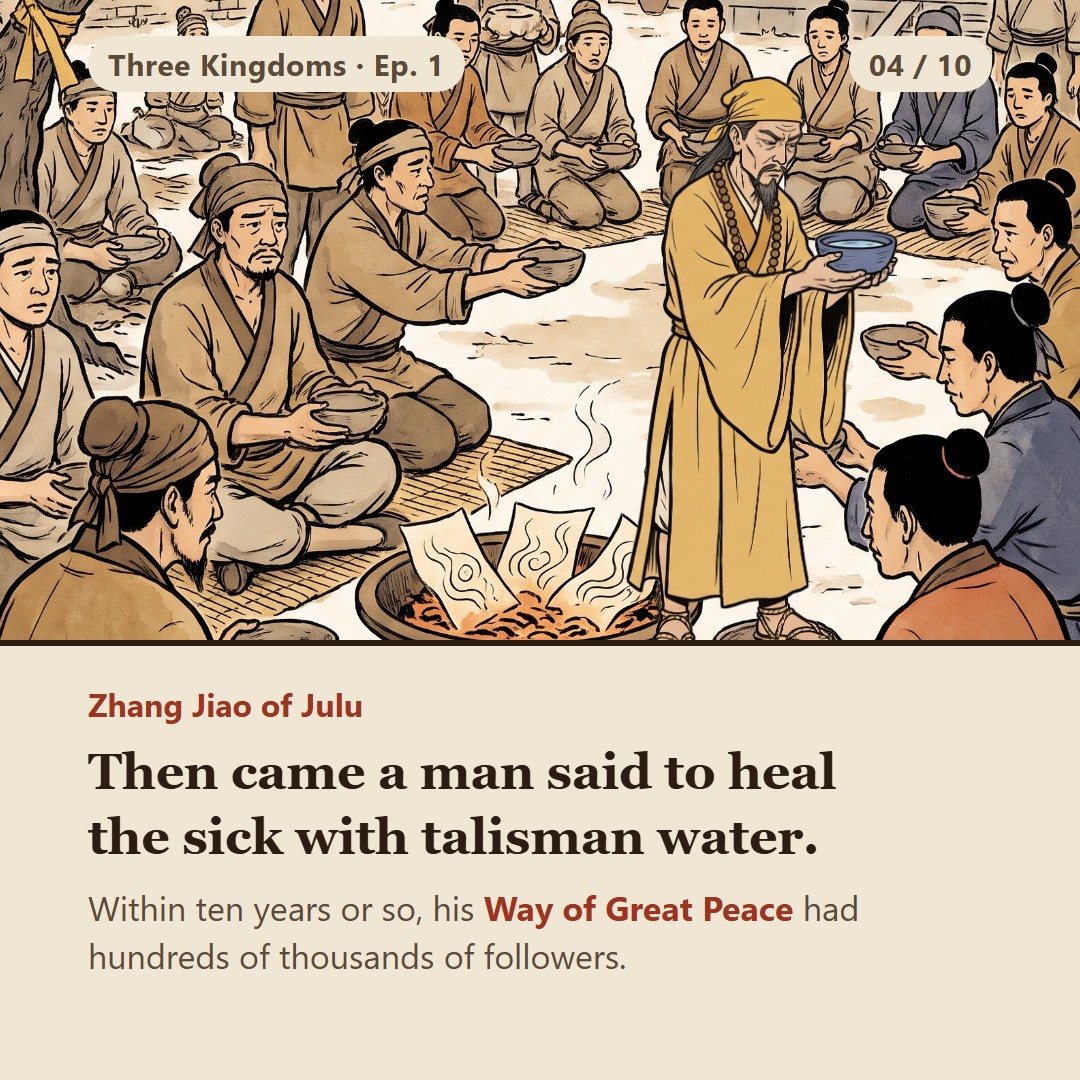 Three Kingdoms · Ep. 1
04 / 10
Zhang Jiao of Julu
Then came a man said to heal
the sick with talisman water.
Within ten years or so, his Way of Great Peace had
hundreds of thousands of followers.